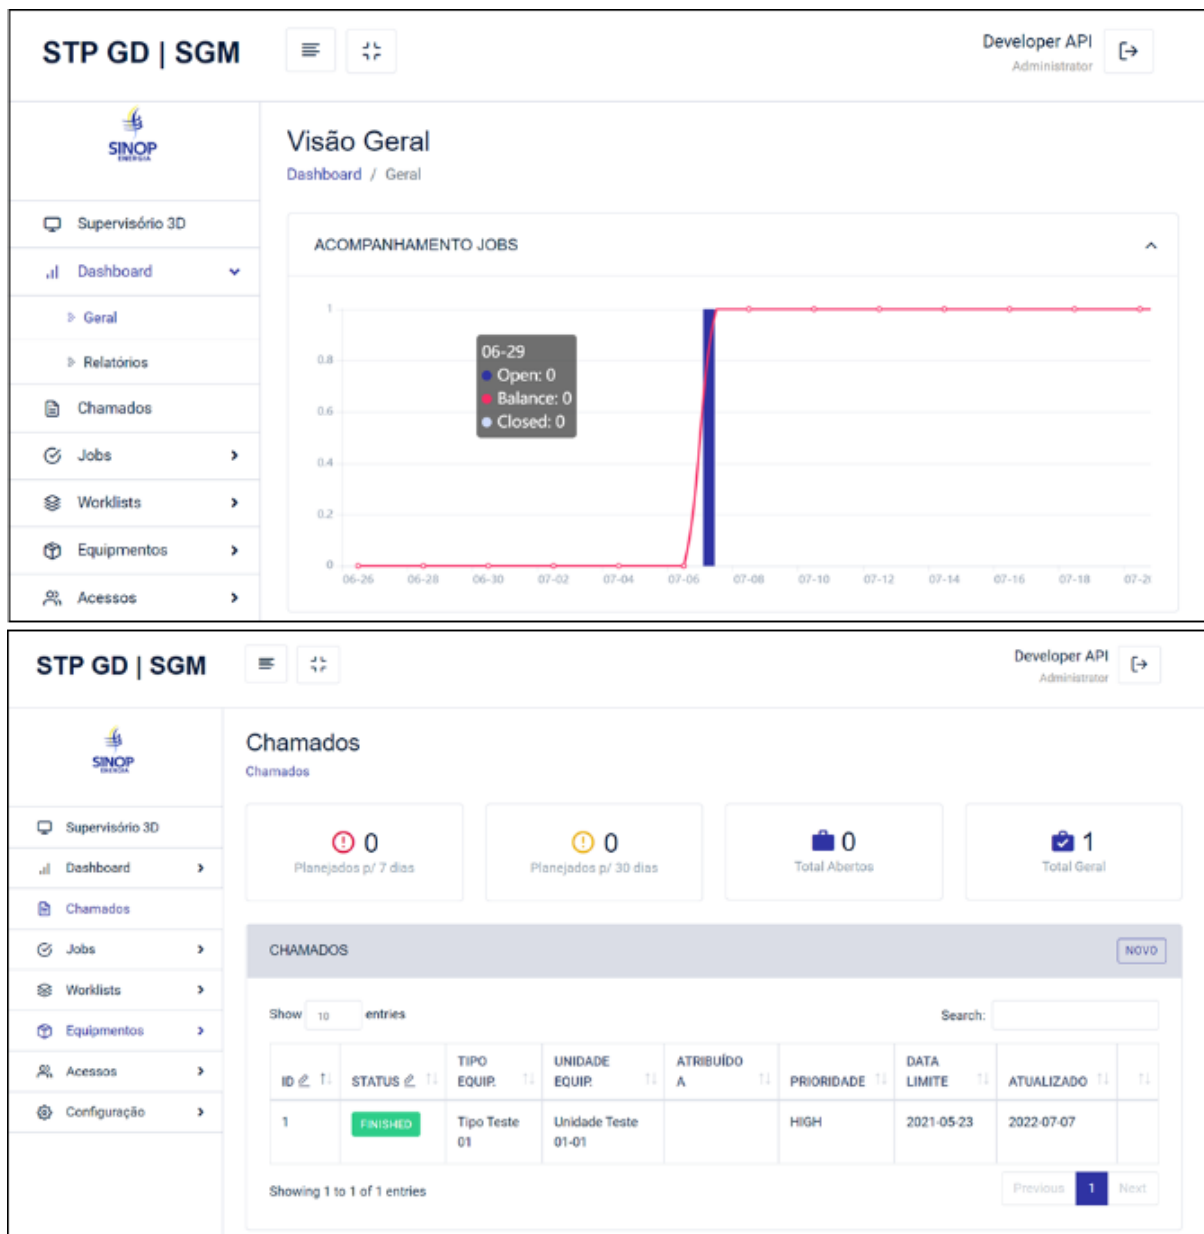 STP GD | SGM
Developer API
Administrator
SINOP
ENERGIA
Visão Geral
Dashboard / Geral
Supervisório 3D
Dashboard
Geral
Relatórios
Chamados
Jobs
Worklists
Equipmentos
Acessos
ACOMPANHAMENTO JOBS
1
0.8
0.6
0.4
0.2
0
06-29
Open: 0
Balance: 0
Closed: 0
06-26 06-28 06-30 07-02 07-04 07-06 07-08 07-10 07-12 07-14 07-16 07-18 07-2
STP GD | SGM
Developer API
Administrator
SINOP
ENERGIA
Chamados
Chamados
Supervisório 3D
Dashboard
Chamados
Jobs
Worklists
Equipmentos
Acessos
Configuração
0
Planejados p/ 7 dias
0
Planejados p/ 30 dias
0
Total Abertos
1
Total Geral
CHAMADOS NOVO
Show 10 entries Search:
ID STATUS TIPO EQUIP. UNIDADE EQUIP. ATRIBUÍDO A PRIORIDADE DATA LIMITE ATUALIZADO
1 FINISHED Tipo Teste 01 Unidade Teste 01-01 HIGH 2021-05-23 2022-07-07
Showing 1 to 1 of 1 entries Previous 1 Next